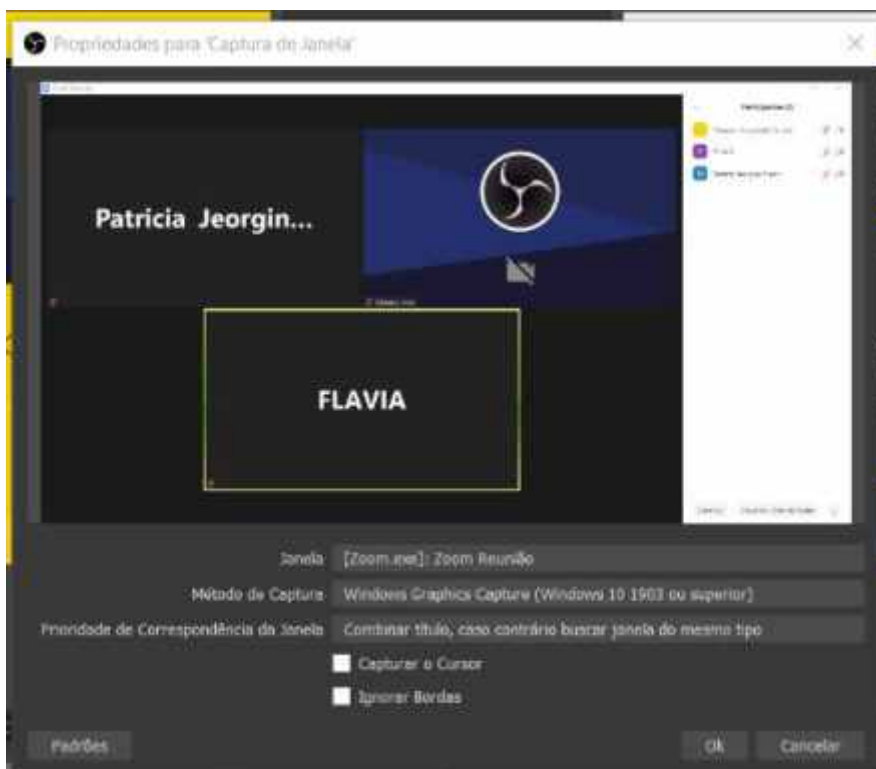 Propriedades para 'Captura de Janela'
Participantes
Patricia Jeorgin...
FLAVIA
Janela [Zoom.exe]: Zoom Reunião
Método de Captura Windows Graphics Capture (Windows 10 1903 ou superior)
Prioridade de Correspondência da Janela Combinar título, caso contrário buscar janela do mesmo tipo
Capturar o Cursor
Ignorar Bordas
Padrões Ok Cancelar